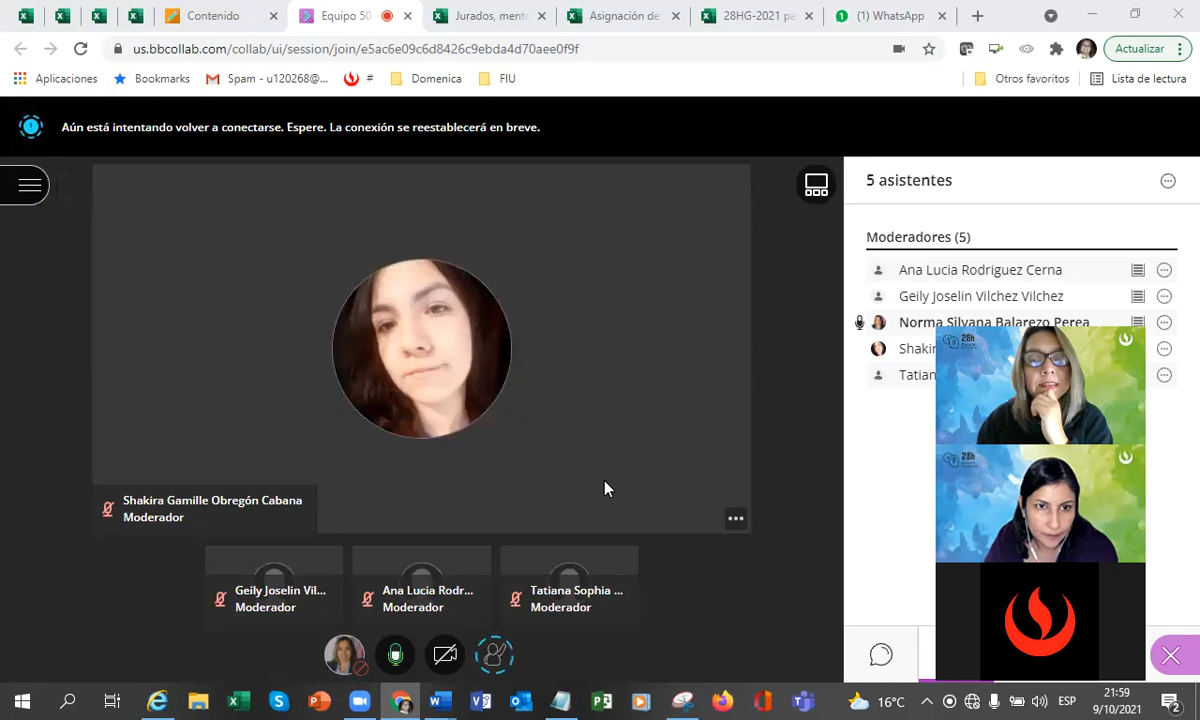 Contenido
Equipo 50
Jurados, ment
Asignación de
28HG-2021 pa
(1) WhatsApp
us.bbcollab.com/collab/ui/session/join/e5ac6e09c6d8426c9ebda4d70aee0f9f
Actualizar
Aplicaciones
Bookmarks
Spam - u120268@...
#
Domenica
FIU
Otros favoritos
Lista de lectura
Aún está intentando volver a conectarse. Espere. La conexión se reestablecerá en breve.
5 asistentes
Moderadores (5)
Ana Lucia Rodriguez Cerna
Geily Joselin Vilchez Vilchez
Norma Silvana Balarezo Perea
Shaki
Tatian
28h
28h
Shakira Gamille Obregón Cabana
Moderador
Geily Joselin Vil...
Moderador
Ana Lucia Rodr...
Moderador
Tatiana Sophia ...
Moderador
16°C
ESP
21:59
9/10/2021
2